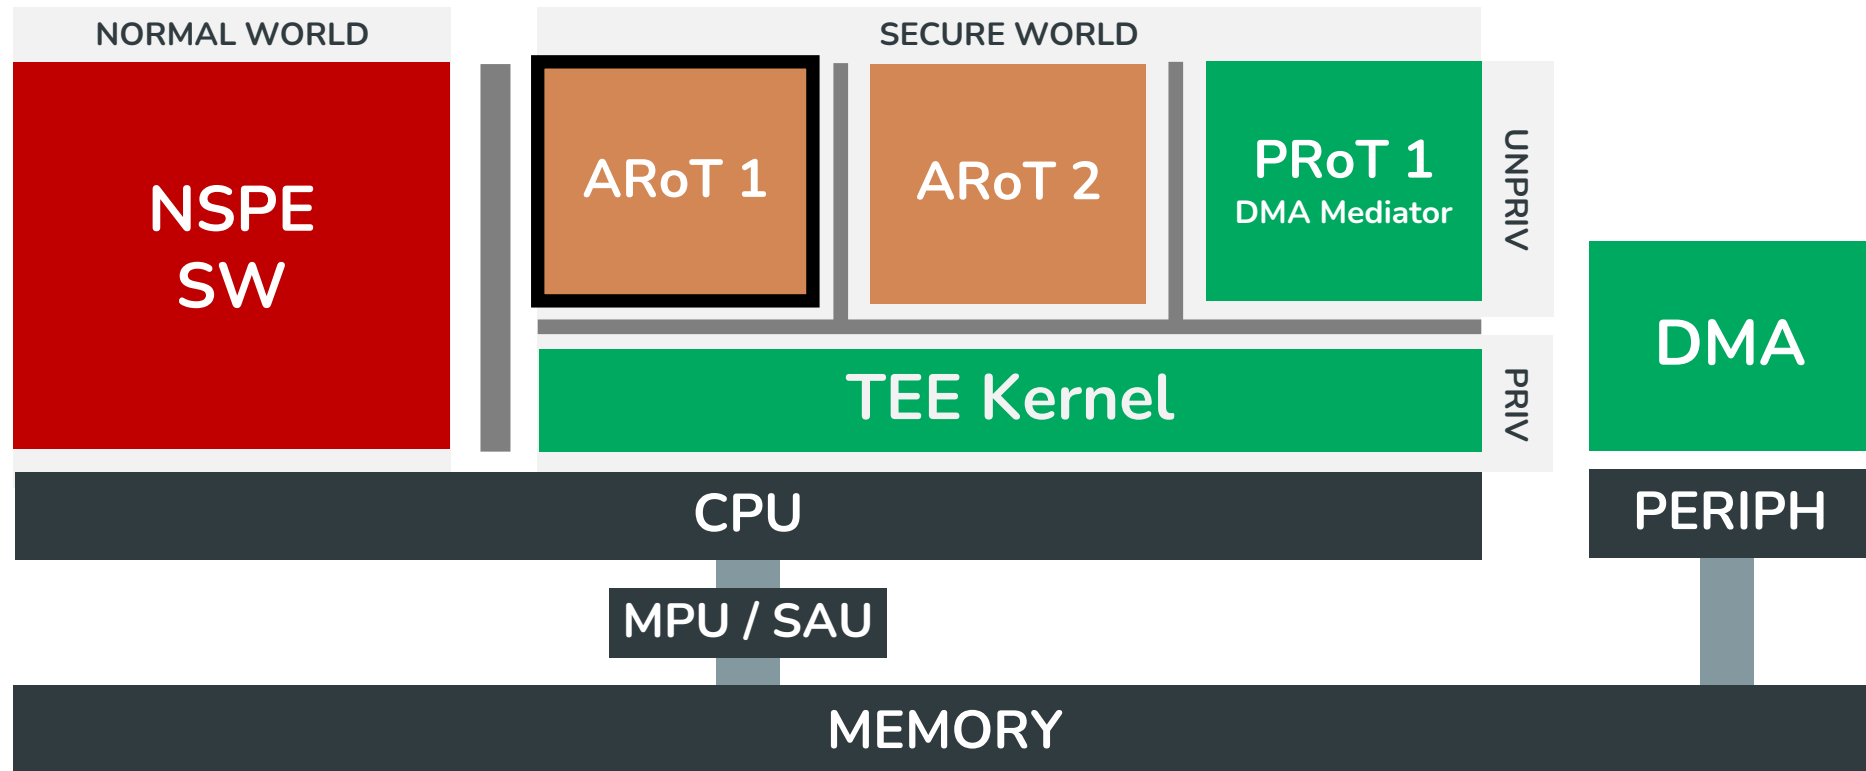 NORMAL WORLD
SECURE WORLD
NSPE
SW
ARoT 1
ARoT 2
PRoT 1
DMA Mediator
UNPRIV
TEE Kernel
PRIV
DMA
CPU
PERIPH
MPU / SAU
MEMORY